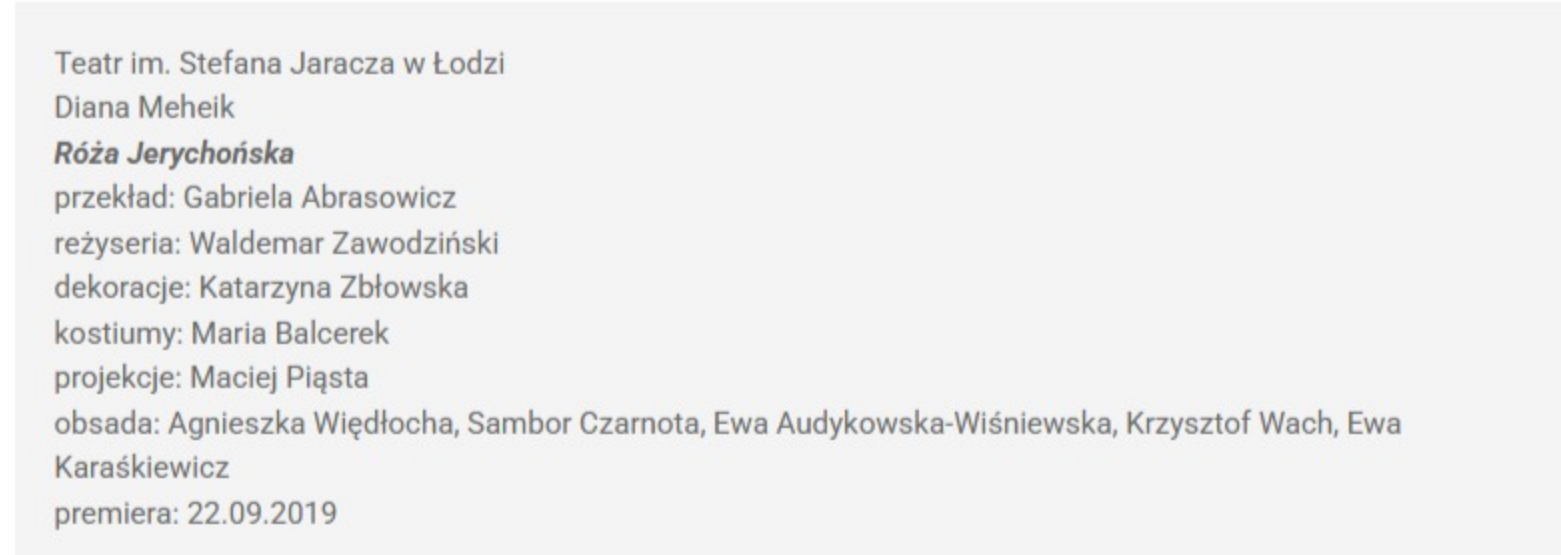 Teatr im. Stefana Jaracza w Łodzi
Diana Meheik
Róża Jerychońska
przekład: Gabriela Abrasowicz
reżyseria: Waldemar Zawodziński
dekoracje: Katarzyna Zbłowska
kostiumy: Maria Balcerek
projekcje: Maciej Piąsta
obsada: Agnieszka Więdłocha, Sambor Czarnota, Ewa Audykowska-Wiśniewska, Krzysztof Wach, Ewa
Karaśkiewicz
premiera: 22.09.2019